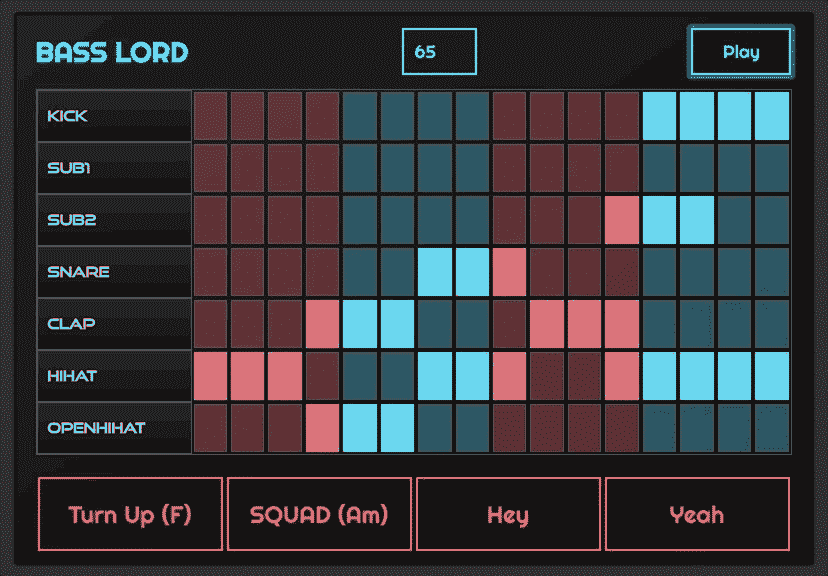 BASS LORD
65
Play
KICK
SUB1
SUB2
SNARE
CLAP
HIHAT
OPENHIHAT
Turn Up (F)
SQUAD (Am)
Hey
Yeah